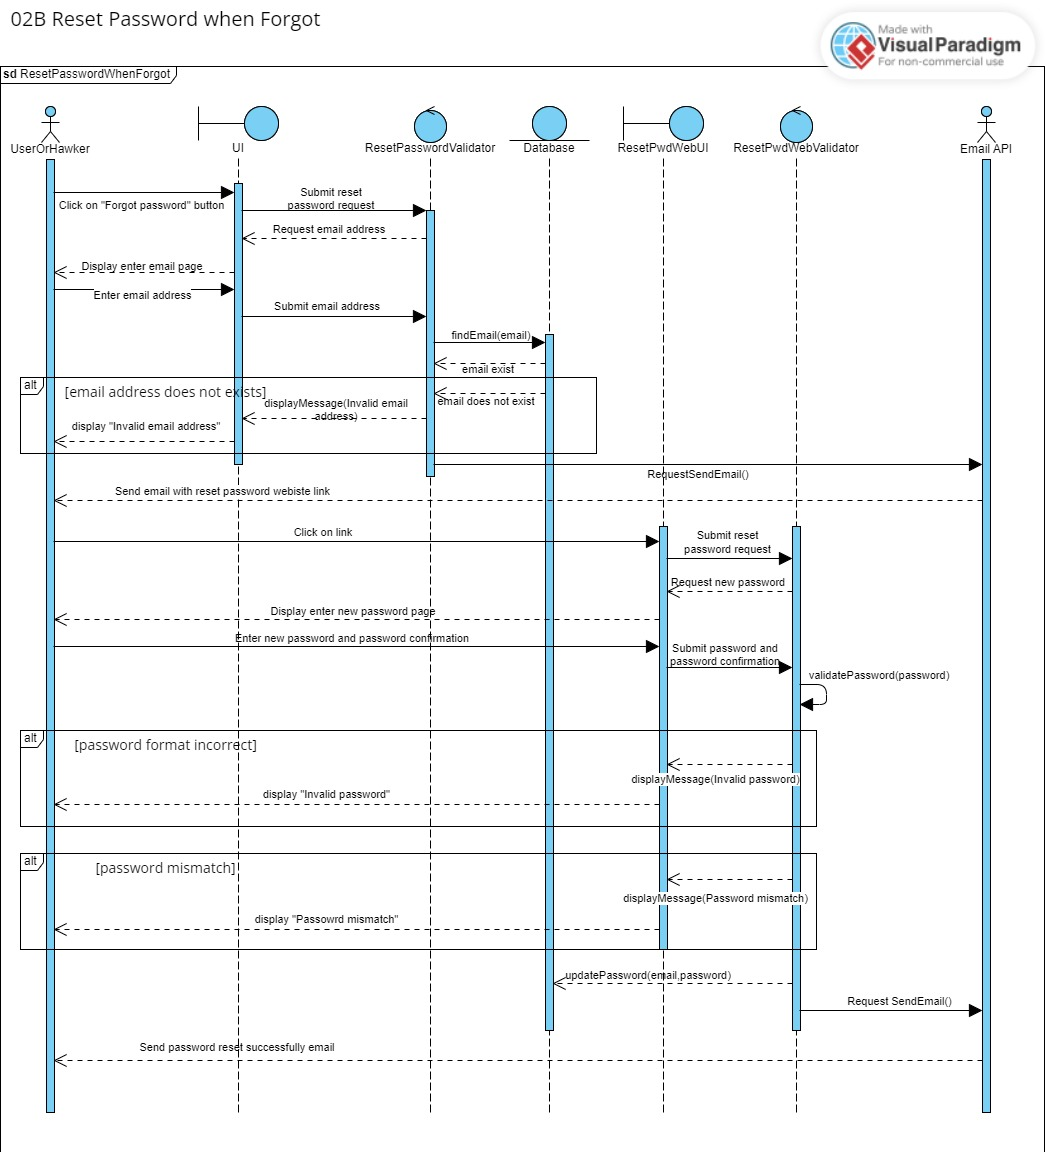 02B Reset Password when Forgot
Made with
Visual Paradigm
For non-commercial use
sd ResetPasswordWhenForgot
UserOrHawker
UI
ResetPasswordValidator
Database
ResetPwdWebUI
ResetPwdWebValidator
Email API
Click on "Forgot password" button
Submit reset
password request
Request email address
Display enter email page
Enter email address
Submit email address
findEmail(email)
email exist
alt
[email address does not exists]
email does not exist
displayMessage(Invalid email
address)
display "Invalid email address"
RequestSendEmail()
Send email with reset password webiste link
Click on link
Submit reset
password request
Request new password
Display enter new password page
Enter new password and password confirmation
Submit password and
password confirmation
validatePassword(password)
alt
[password format incorrect]
displayMessage(Invalid password)
display "Invalid password"
alt
[password mismatch]
displayMessage(Password mismatch)
display "Passowrd mismatch"
updatePassword(email,password)
Request SendEmail()
Send password reset successfully email